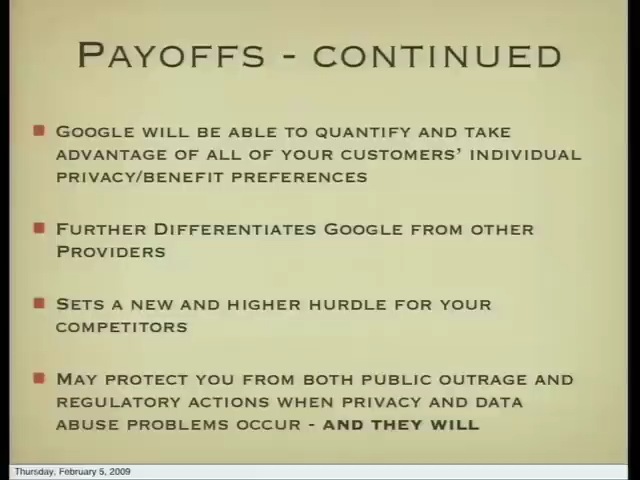 Payoffs - continued
Google will be able to quantify and take
advantage of all of your customers' individual
privacy/benefit preferences
Further Differentiates Google from other
Providers
Sets a new and higher hurdle for your
competitors
May protect you from both public outrage and
regulatory actions when privacy and data
abuse problems occur - and they will
Thursday, February 5, 2009